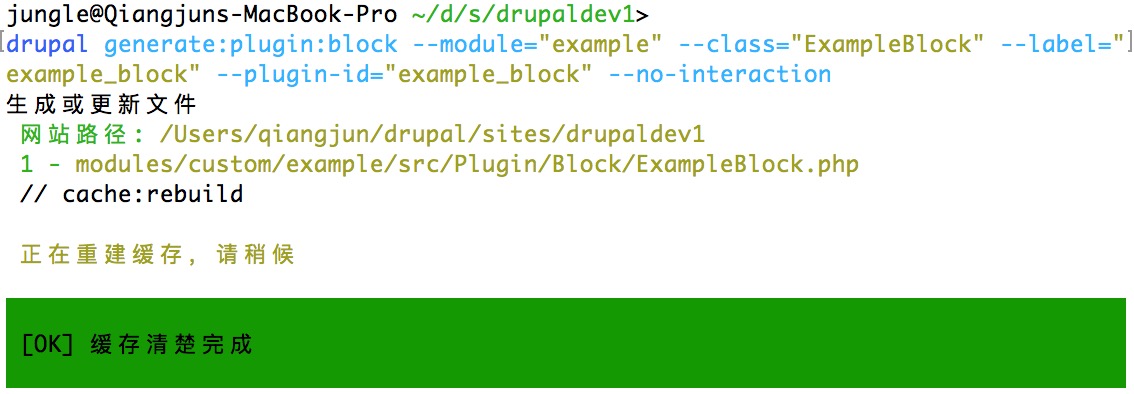 jungle@Qiangjuns-MacBook-Pro ~/d/s/drupaldev1>
drupal generate:plugin:block --module="example" --class="ExampleBlock" --label="
example_block" --plugin-id="example_block" --no-interaction
生成或更新文件
网站路径: /Users/qiangjun/drupal/sites/drupaldev1
1 - modules/custom/example/src/Plugin/Block/ExampleBlock.php
// cache:rebuild
正在重建缓存, 请稍候
[OK] 缓存清楚完成